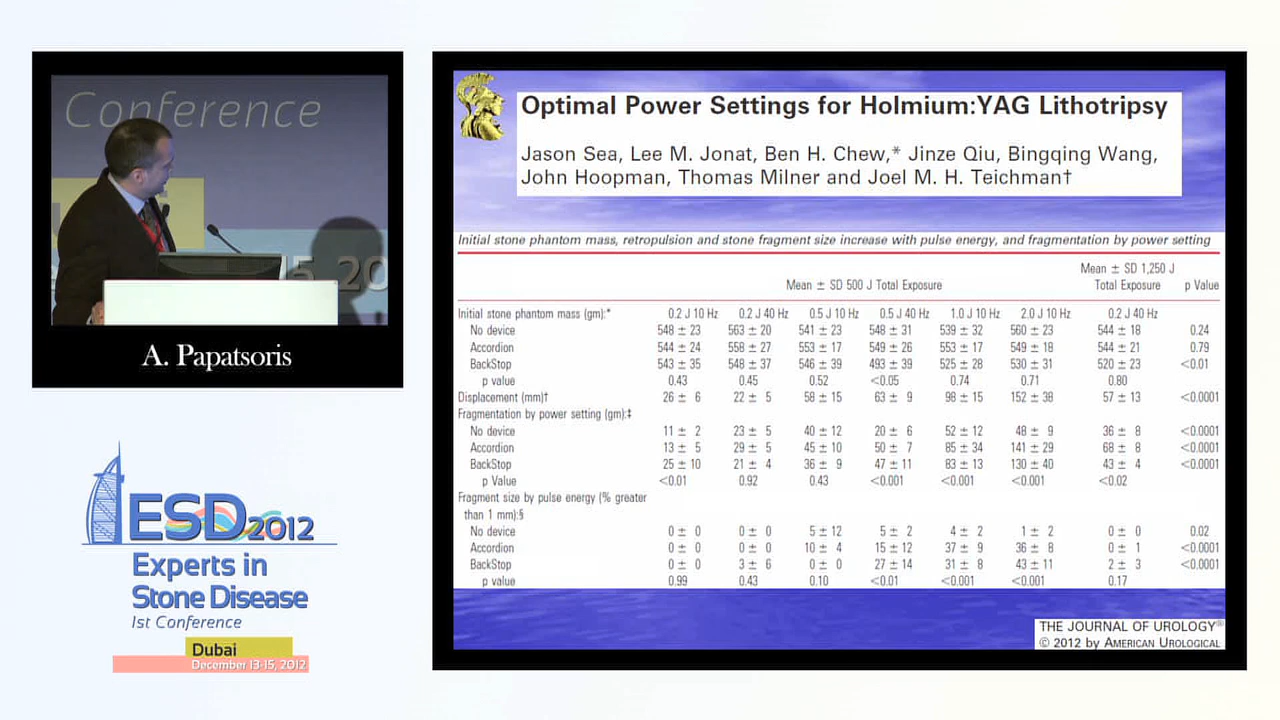 Conference
5, 20
A. Papatsoris
ESD2012
Experts in
Stone Disease
1st Conference
Dubai
December 13-15, 2012
Optimal Power Settings for Holmium:YAG Lithotripsy
Jason Sea, Lee M. Jonat, Ben H. Chew,* Jinze Qiu, Bingqing Wang,
John Hoopman, Thomas Milner and Joel M. H. Teichman†
Initial stone phantom mass, retropulsion and stone fragment size increase with pulse energy, and fragmentation by power setting
Mean ± SD 500 J Total Exposure Mean ± SD 1,250 J Total Exposure p Value
Initial stone phantom mass (gm):* 0.2 J 10 Hz 0.2 J 40 Hz 0.5 J 10 Hz 0.5 J 40 Hz 1.0 J 10 Hz 2.0 J 10 Hz 0.2 J 40 Hz
No device 548 ± 23 563 ± 20 541 ± 23 548 ± 31 539 ± 32 560 ± 23 544 ± 18 0.24
Accordion 544 ± 24 558 ± 27 553 ± 17 549 ± 26 553 ± 17 549 ± 18 544 ± 21 0.79
BackStop 543 ± 35 548 ± 37 546 ± 39 493 ± 39 525 ± 28 530 ± 31 520 ± 23 <0.01
p value 0.43 0.45 0.52 <0.05 0.74 0.71 0.80
Displacement (mm)† 26 ± 6 22 ± 5 58 ± 15 63 ± 9 98 ± 15 152 ± 38 57 ± 13 <0.0001
Fragmentation by power setting (gm):‡
No device 11 ± 2 23 ± 5 40 ± 12 20 ± 6 52 ± 12 48 ± 9 36 ± 8 <0.0001
Accordion 13 ± 5 29 ± 5 45 ± 10 50 ± 7 85 ± 34 141 ± 29 68 ± 8 <0.0001
BackStop 25 ± 10 21 ± 4 36 ± 9 47 ± 11 83 ± 13 130 ± 40 43 ± 4 <0.0001
p Value <0.01 0.92 0.43 <0.001 <0.001 <0.001 <0.02
Fragment size by pulse energy (% greater
than 1 mm):§
No device 0 ± 0 0 ± 0 5 ± 12 5 ± 2 4 ± 2 1 ± 2 0 ± 0 0.02
Accordion 0 ± 0 0 ± 0 10 ± 4 15 ± 12 37 ± 9 36 ± 8 0 ± 1 <0.0001
BackStop 0 ± 0 3 ± 6 0 ± 0 27 ± 14 31 ± 8 43 ± 11 2 ± 3 <0.0001
p value 0.99 0.43 0.10 <0.01 <0.001 <0.001 0.17
THE JOURNAL OF UROLOGY®
© 2012 by AMERICAN UROLOGICAL